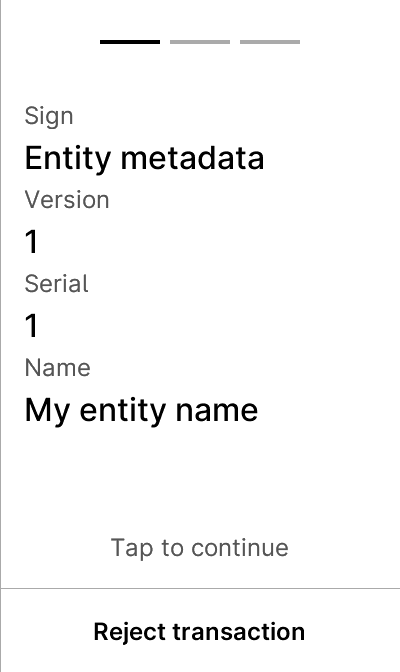 Sign
Entity metadata
Version
1
Serial
1
Name
My entity name
Tap to continue
Reject transaction